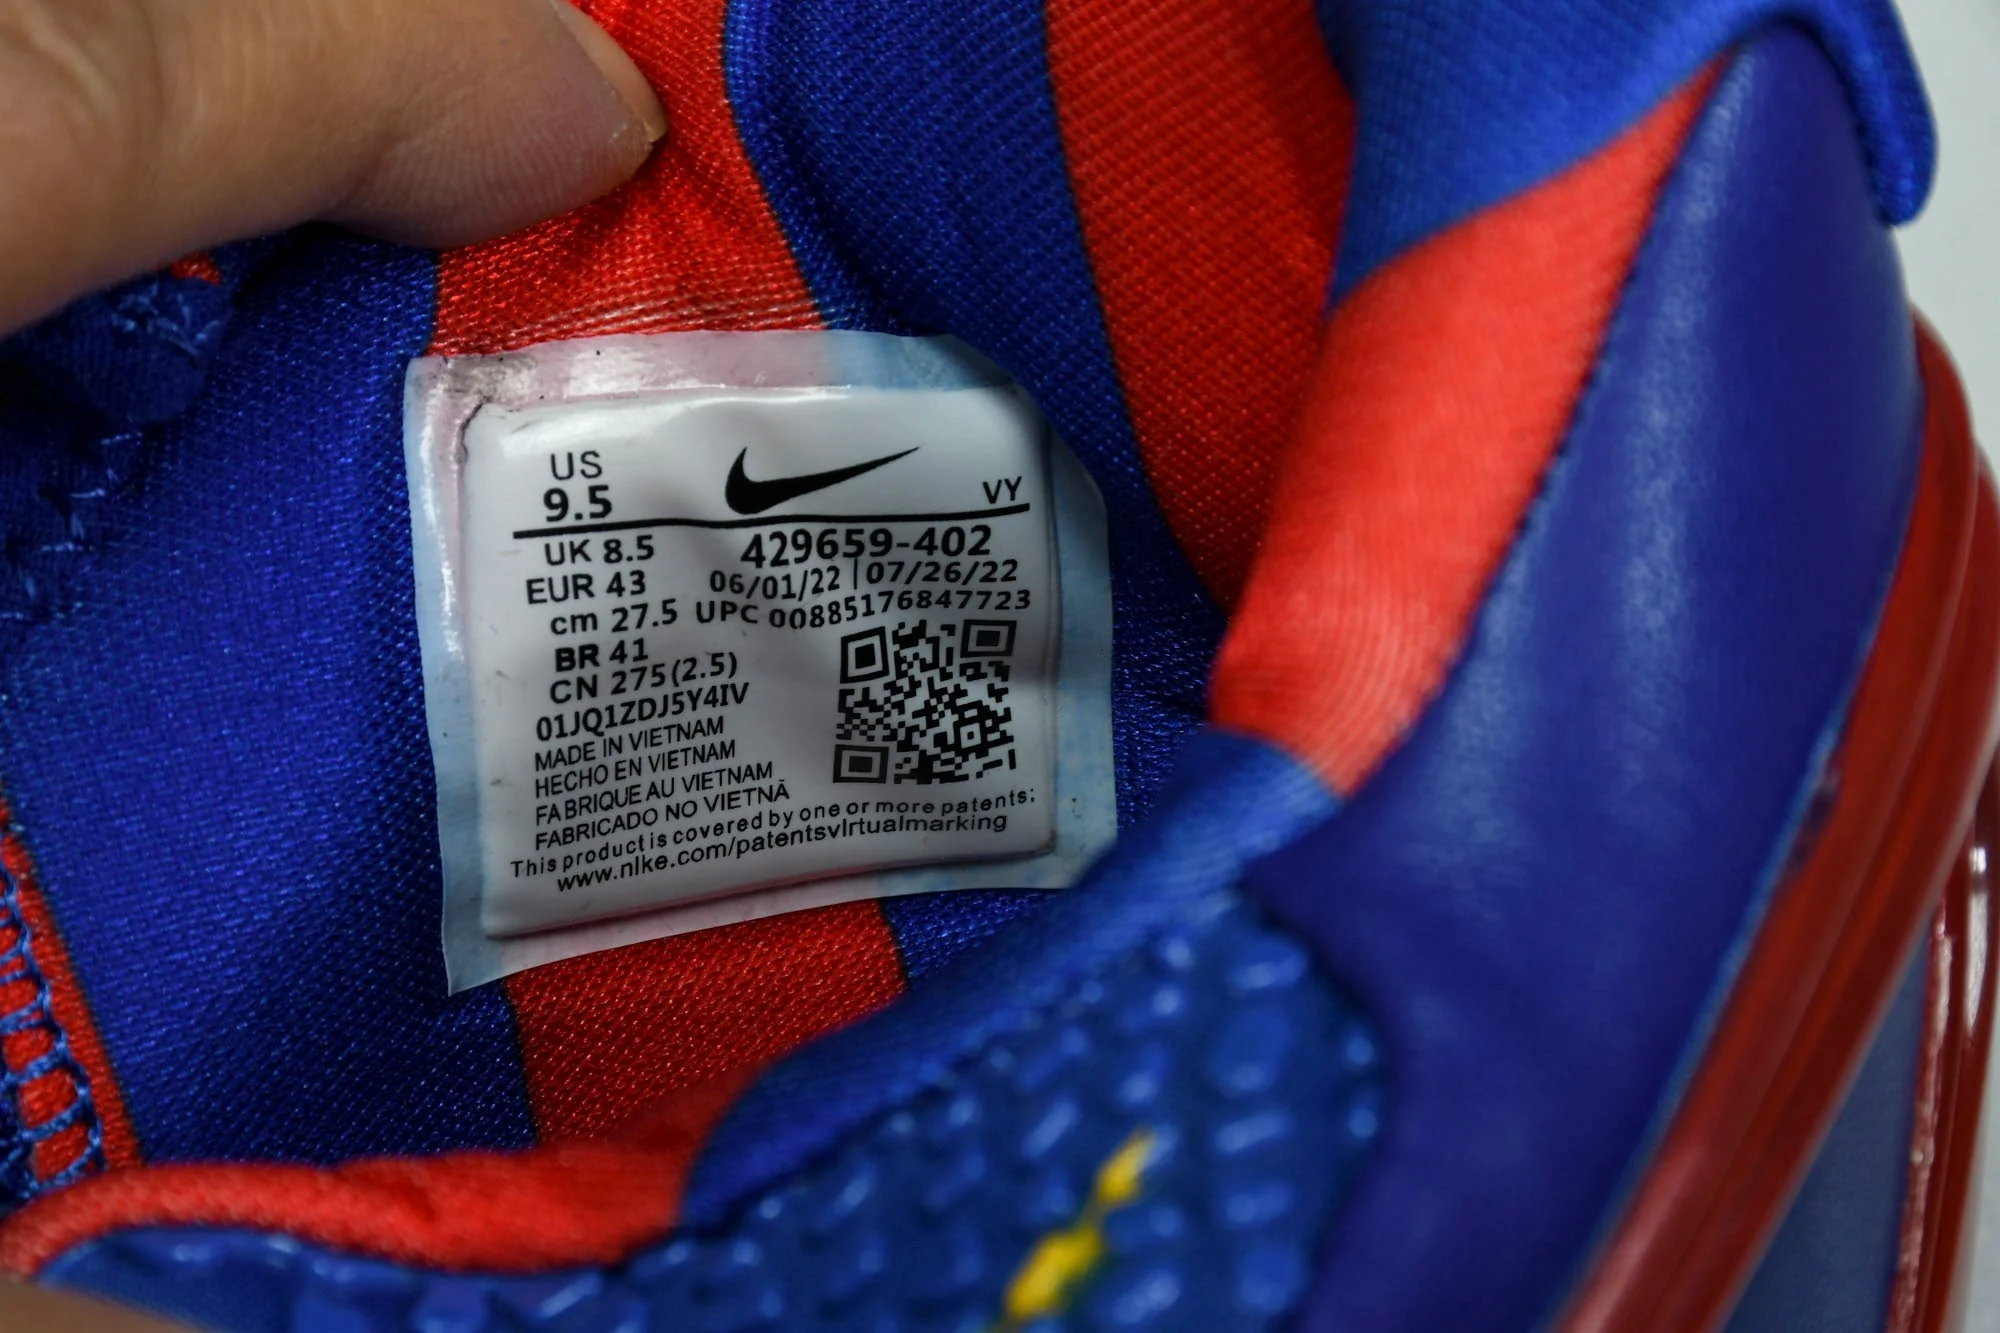 US
9.5
VY
UK 8.5
429659-402
EUR 43
06/01/22 | 07/26/22
cm 27.5
UPC 00885176847723
BR 41
CN 275(2.5)
01JQ1ZDJ5Y4IV
MADE IN VIETNAM
HECHO EN VIETNAM
FABRIQUE AU VIETNAM
FABRICADO NO VIETNÃ
This product is covered by one or more patents;
www.nlke.com/patentsvlrtualmarking